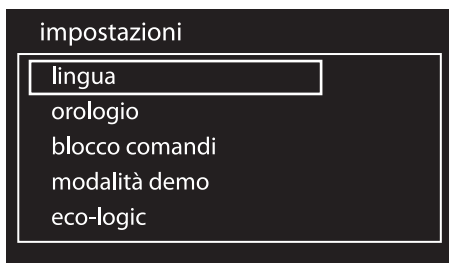 impostazioni
lingua
orologio
blocco comandi
modalità demo
eco-logic